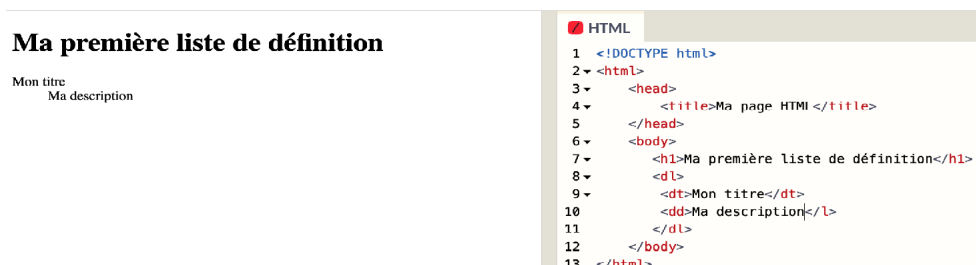 Ma première liste de définition
Mon titre
Ma description
HTML
1 <!DOCTYPE html>
2 <html>
3 <head>
4 <title>Ma page HTML</title>
5 </head>
6 <body>
7 <h1>Ma première liste de définition</h1>
8 <dl>
9 <dt>Mon titre</dt>
10 <dd>Ma description</l>
11 </dl>
12 </body>
13 </html>